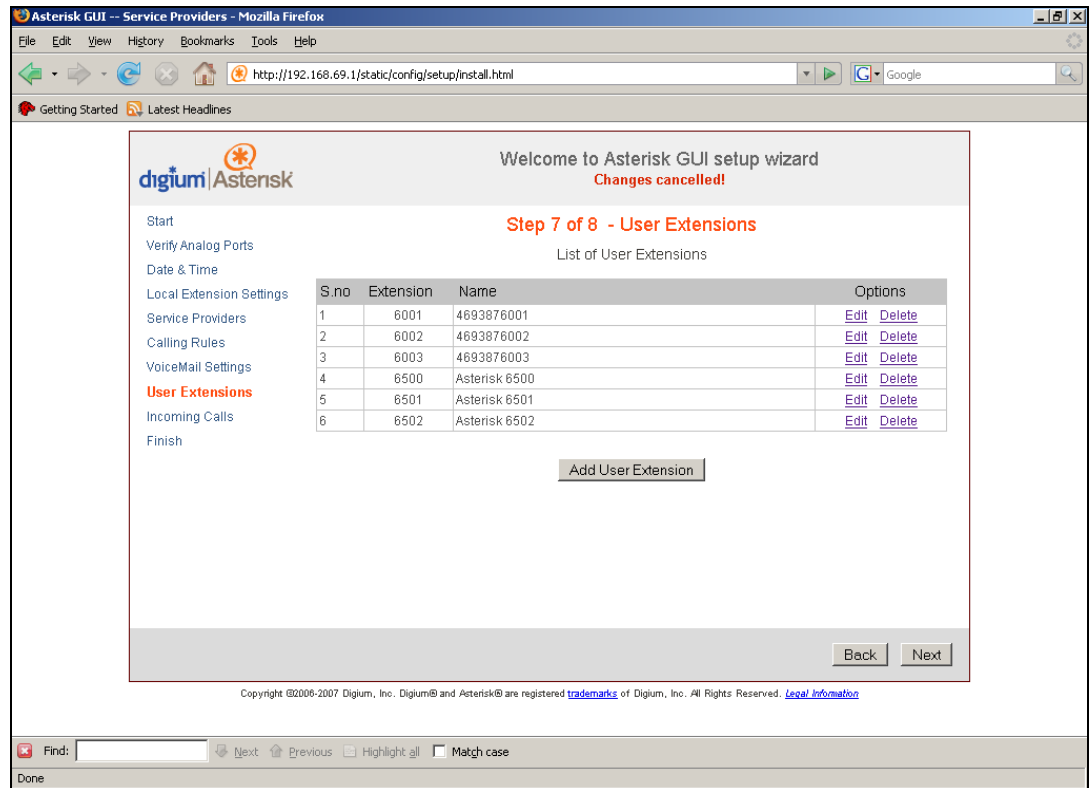 Asterisk GUI -- Service Providers - Mozilla Firefox
File Edit View History Bookmarks Tools Help
http://192.168.69.1/static/config/setup/install.html
G Google
Getting Started Latest Headlines
digium Asterisk
Welcome to Asterisk GUI setup wizard
Changes cancelled!
Start
Verify Analog Ports
Date & Time
Local Extension Settings
Service Providers
Calling Rules
VoiceMail Settings
User Extensions
Incoming Calls
Finish
Step 7 of 8 - User Extensions
List of User Extensions
S.no Extension Name Options
1 6001 4693876001 Edit Delete
2 6002 4693876002 Edit Delete
3 6003 4693876003 Edit Delete
4 6500 Asterisk 6500 Edit Delete
5 6501 Asterisk 6501 Edit Delete
6 6502 Asterisk 6502 Edit Delete
Add User Extension
Back Next
Copyright ©2006-2007 Digium, Inc. Digium® and Asterisk® are registered trademarks of Digium, Inc. All Rights Reserved. Legal Information
Find: Next Previous Highlight all Match case
Done